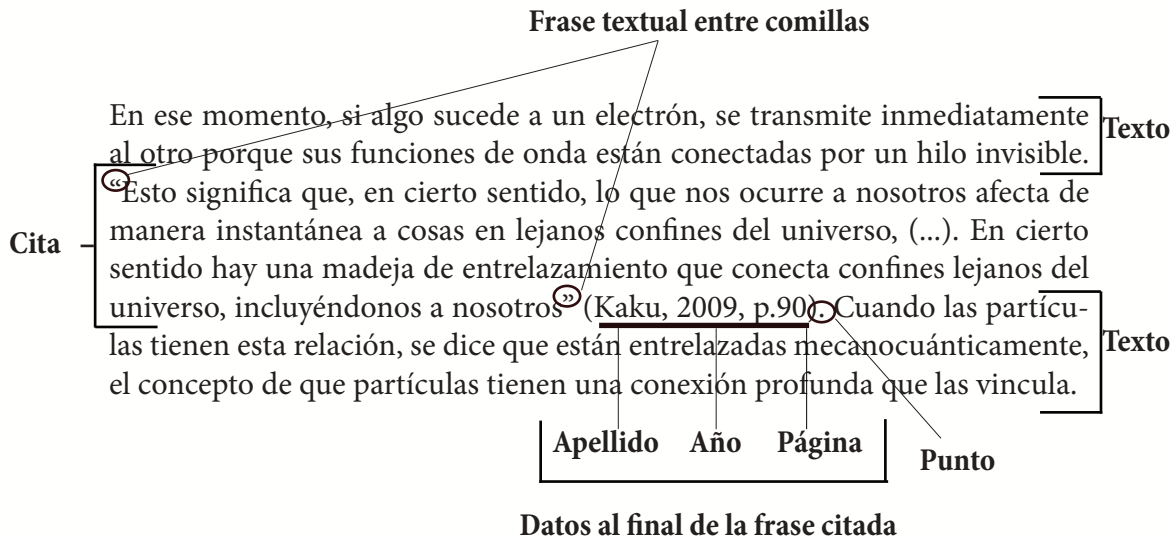 Frase textual entre comillas
En ese momento, si algo sucede a un electrón, se transmite inmediatamente
al otro porque sus funciones de onda están conectadas por un hilo invisible.
“Esto significa que, en cierto sentido, lo que nos ocurre a nosotros afecta de
manera instantánea a cosas en lejanos confines del universo, (...). En cierto
sentido hay una madeja de entrelazamiento que conecta confines lejanos del
universo, incluyéndonos a nosotros” (Kaku, 2009, p.90). Cuando las partícu-
las tienen esta relación, se dice que están entrelazadas mecanocuánticamente,
el concepto de que partículas tienen una conexión profunda que las vincula.
Texto
Cita
Texto
Apellido Año Página
Punto
Datos al final de la frase citada